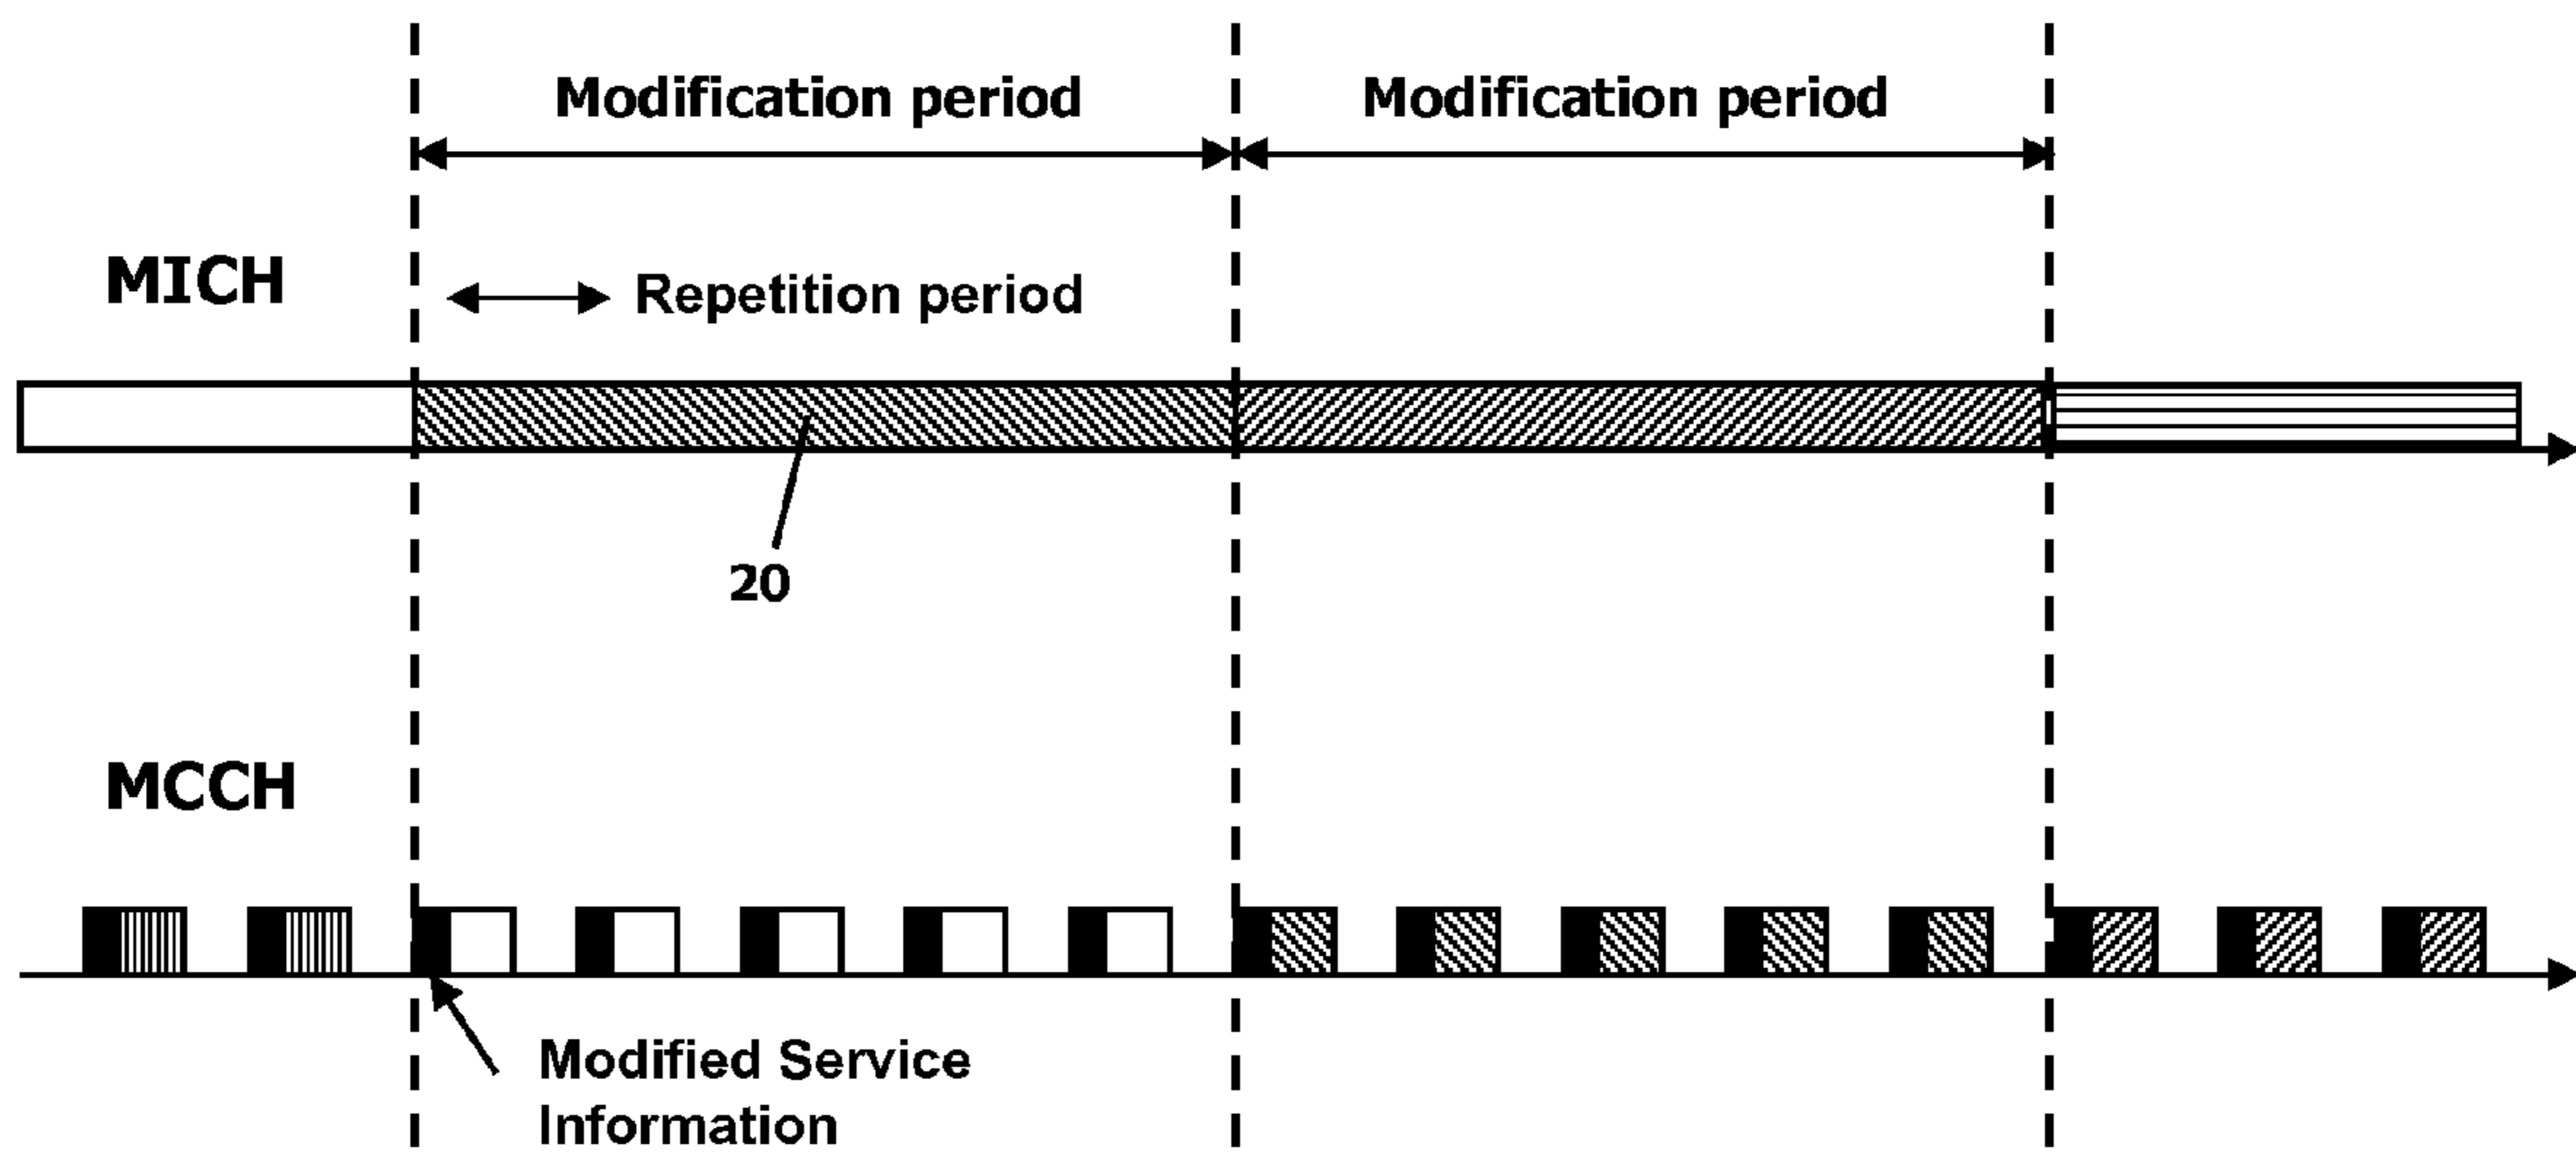 Modification period
Modification period
MICH
Repetition period
20
MCCH
Modified Service
Information